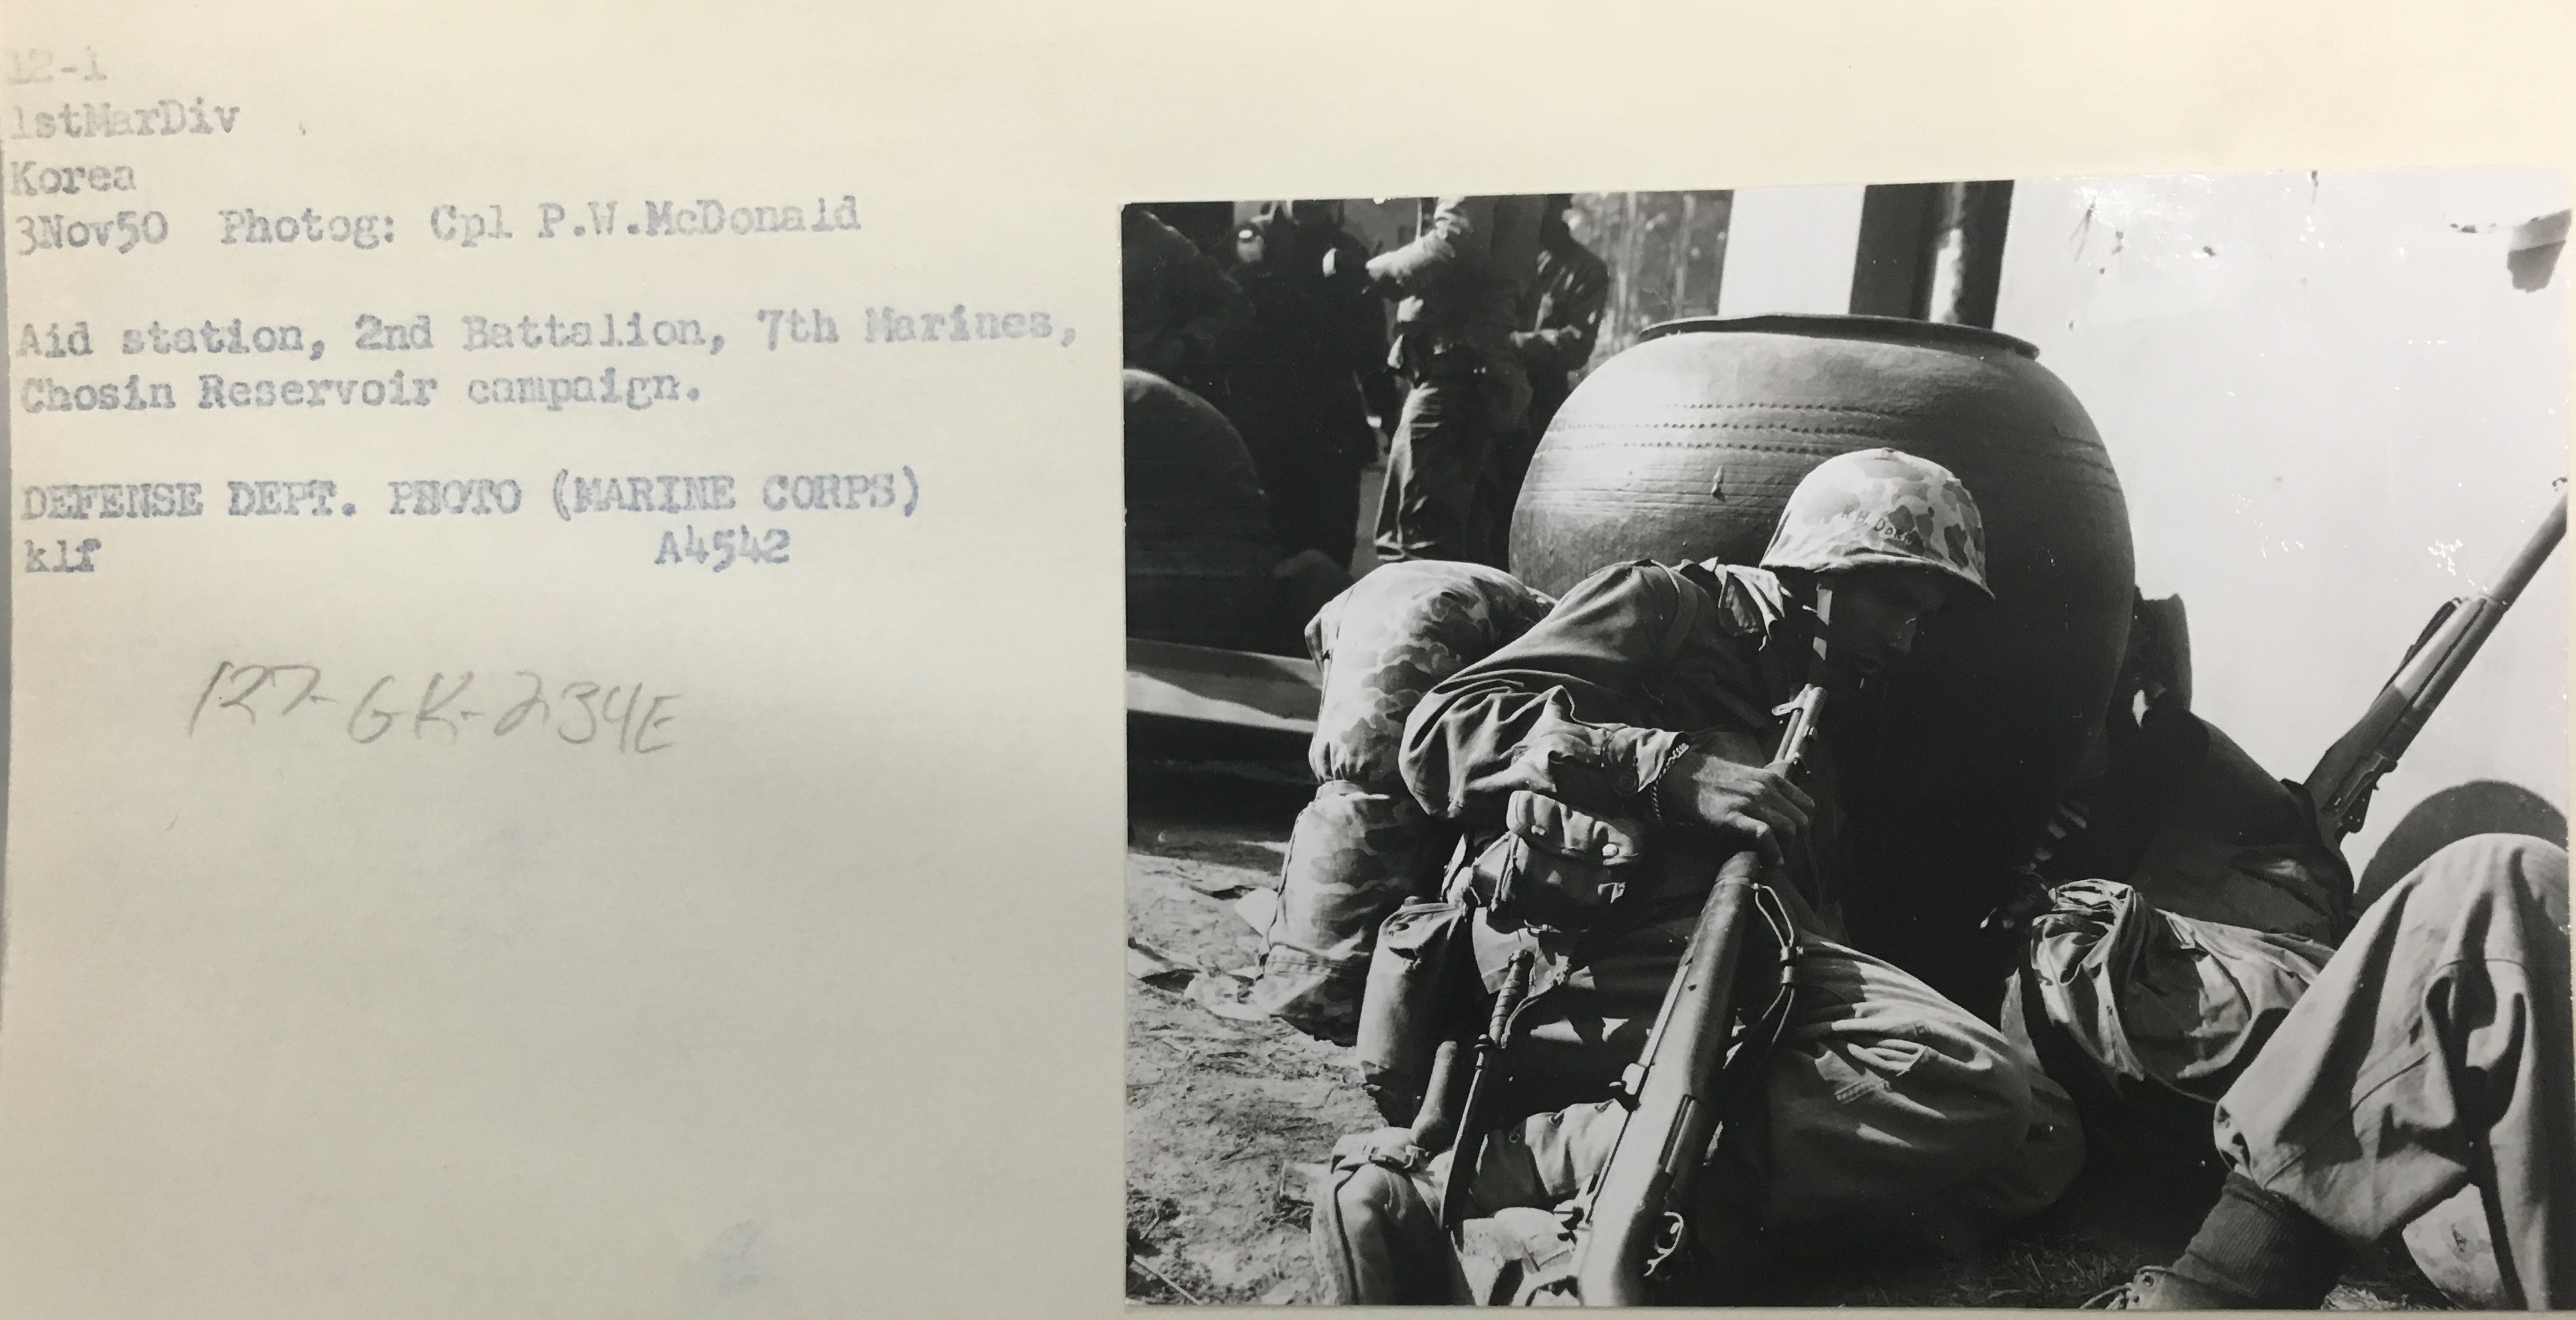 12-1
1stMarDiv
Korea
3Nov50 Photog: Cpl P.W.McDonald
Aid station, 2nd Battalion, 7th Marines,
Chosin Reservoir campaign.
DEFENSE DEPT. PHOTO (MARINE CORPS)
klf A4542
127-GK-234E
R.H.